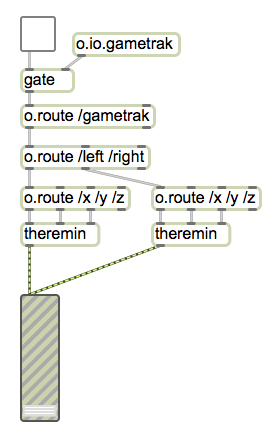 o.io.gametrak
gate
o.route /gametrak
o.route /left /right
o.route /x /y /z
o.route /x /y /z
theremin
theremin